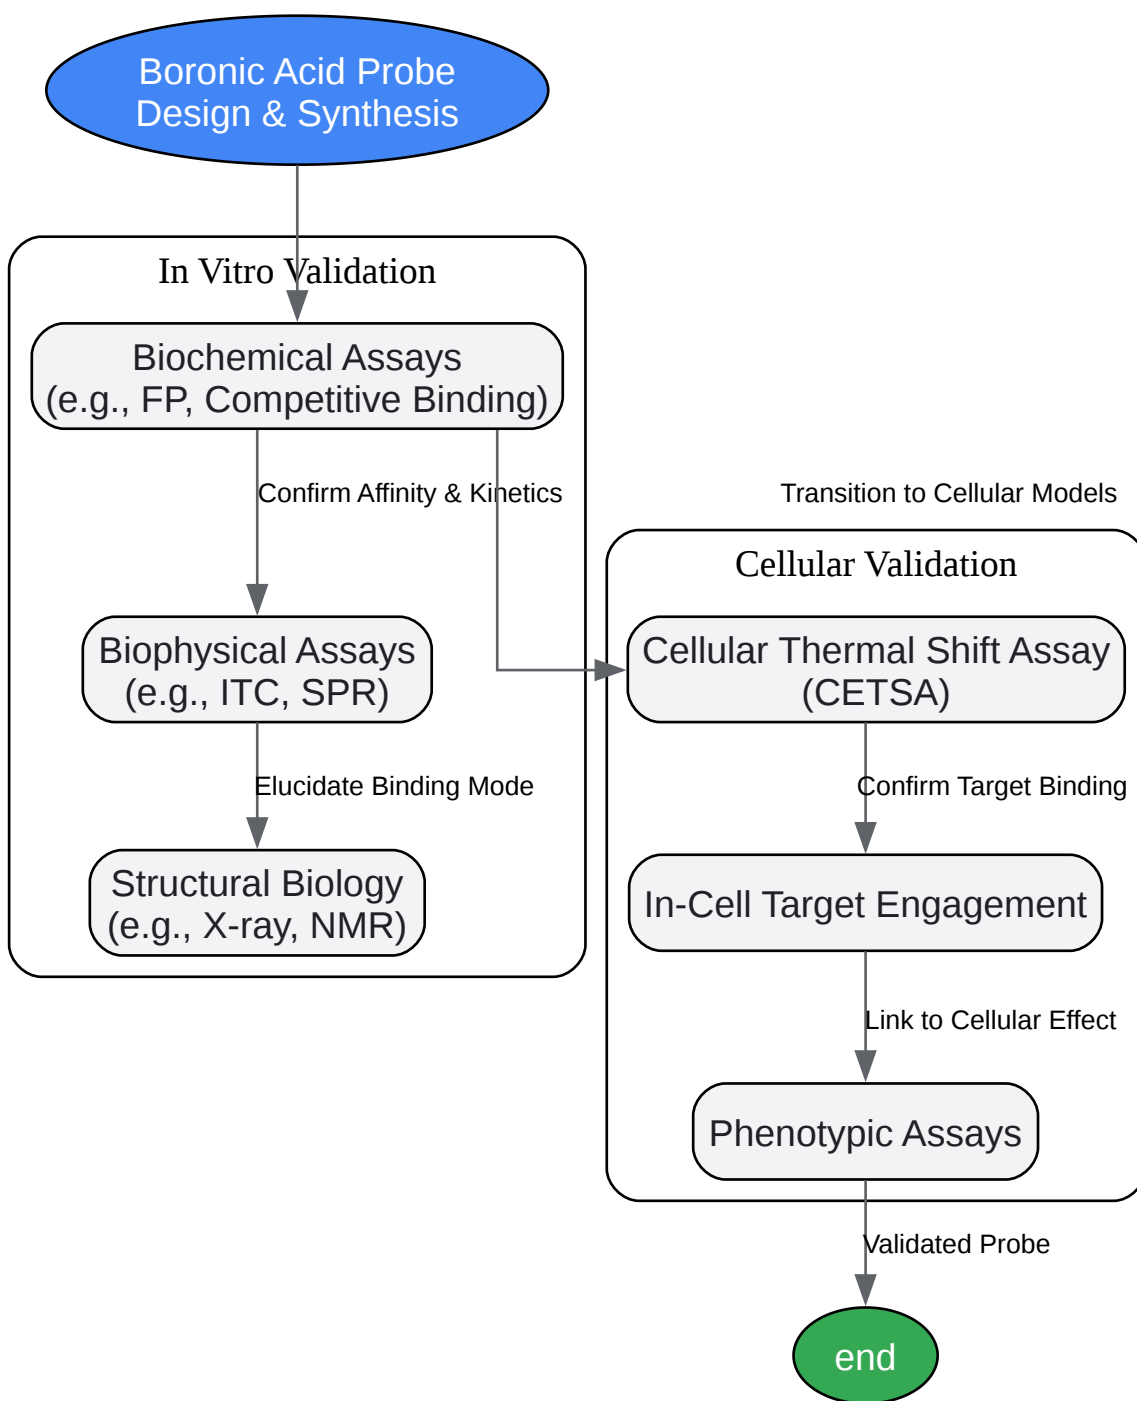 Boronic Acid Probe
Design & Synthesis
In Vitro Validation
Biochemical Assays
(e.g., FP, Competitive Binding)
Confirm Affinity & Kinetics
Transition to Cellular Models
Cellular Validation
Biophysical Assays
(e.g., ITC, SPR)
Cellular Thermal Shift Assay
(CETSA)
Elucidate Binding Mode
Confirm Target Binding
Structural Biology
(e.g., X-ray, NMR)
In-Cell Target Engagement
Link to Cellular Effect
Phenotypic Assays
Validated Probe
end